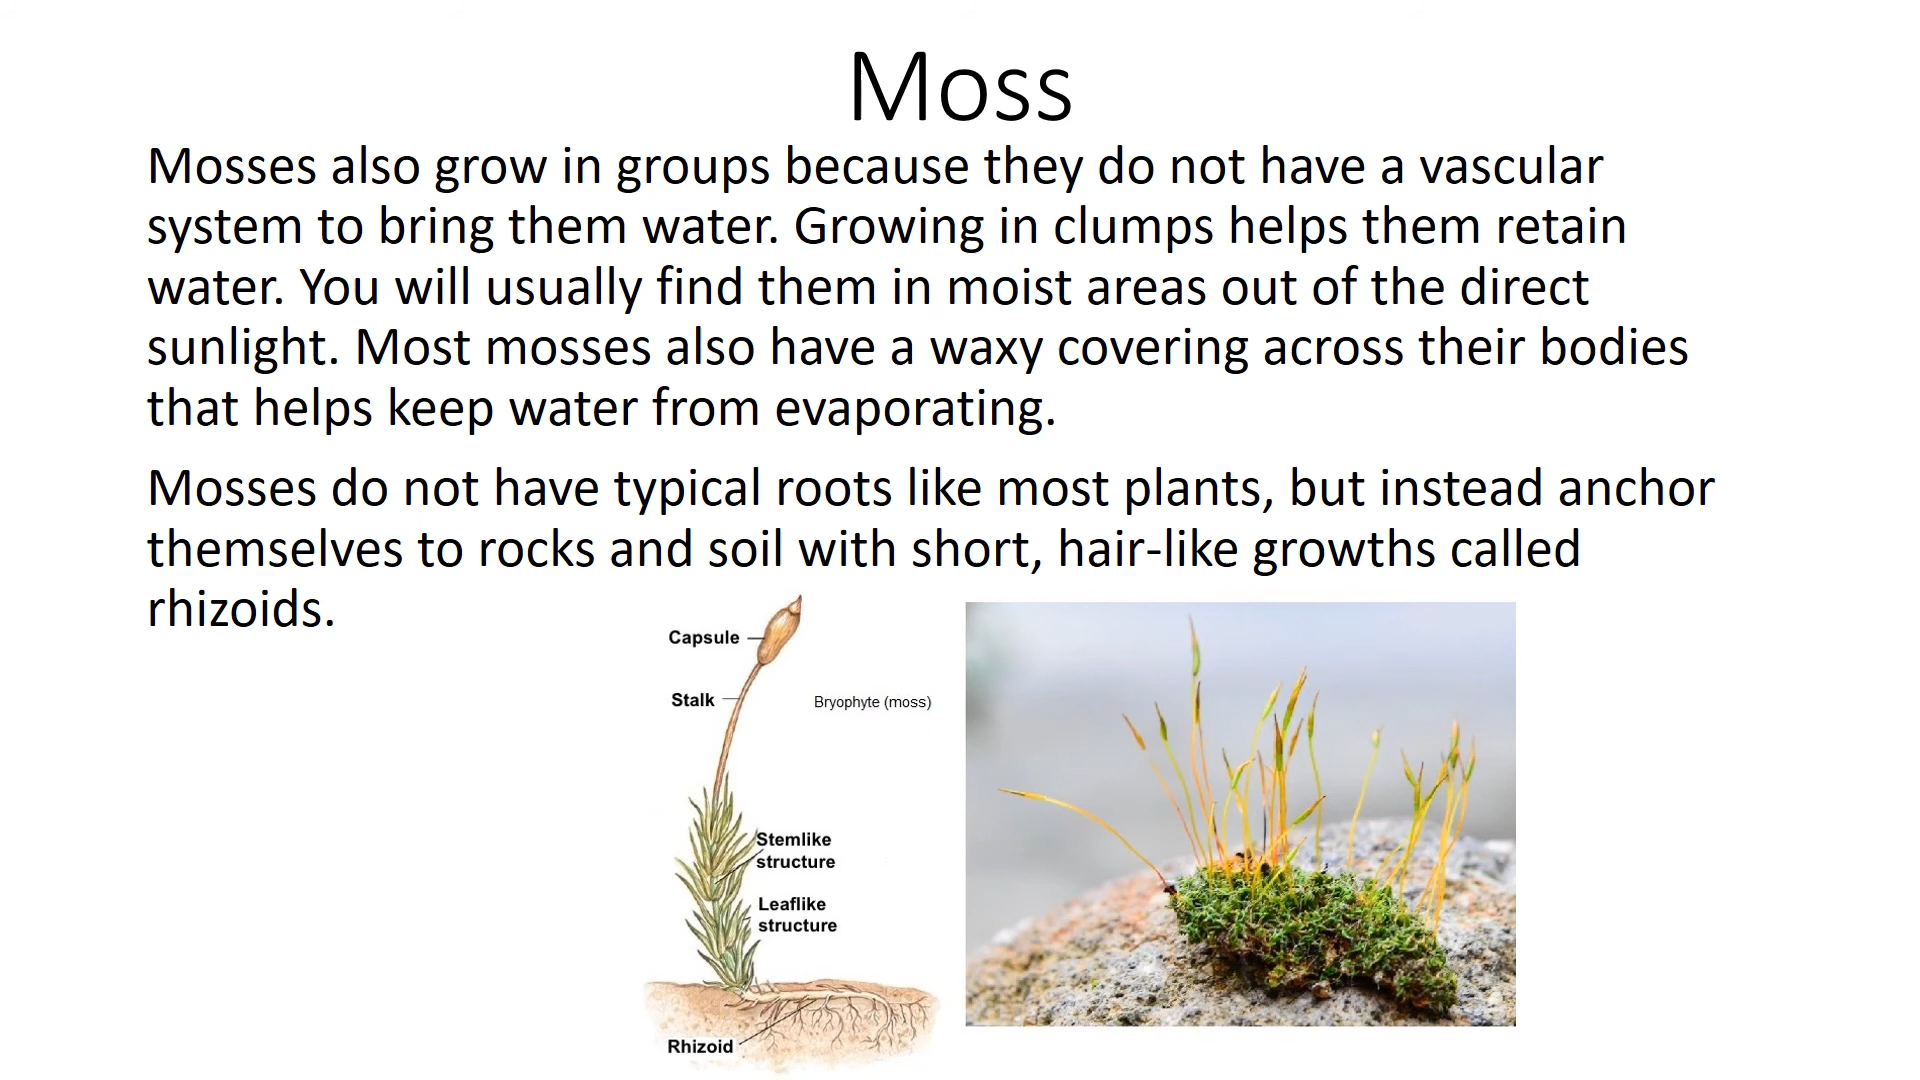 Moss
Mosses also grow in groups because they do not have a vascular
system to bring them water. Growing in clumps helps them retain
water. You will usually find them in moist areas out of the direct
sunlight. Most mosses also have a waxy covering across their bodies
that helps keep water from evaporating.
Mosses do not have typical roots like most plants, but instead anchor
themselves to rocks and soil with short, hair-like growths called
rhizoids.
Capsule
Stalk
Bryophyte (moss)
Stemlike
structure
Leaflike
structure
Rhizoid